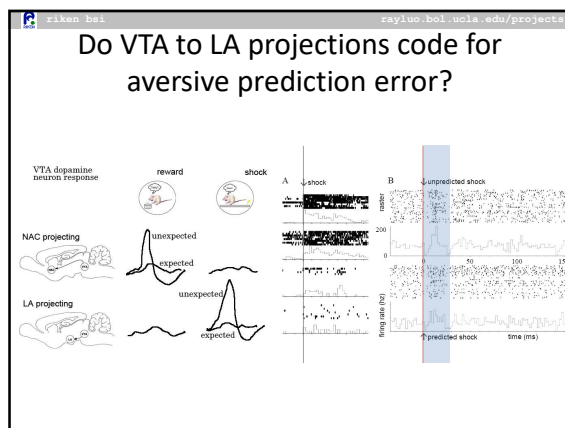 riken bsi
rayluo.bol.ucla.edu/projects
Do VTA to LA projections code for
aversive prediction error?
VTA dopamine
neuron response
reward
shock
NAC projecting
unexpected
expected
LA projecting
unexpected
expected
A
shock
B
unpredicted shock
raster
200
0
0
50
100
150
firing rate (hz)
predicted shock
time (ms)